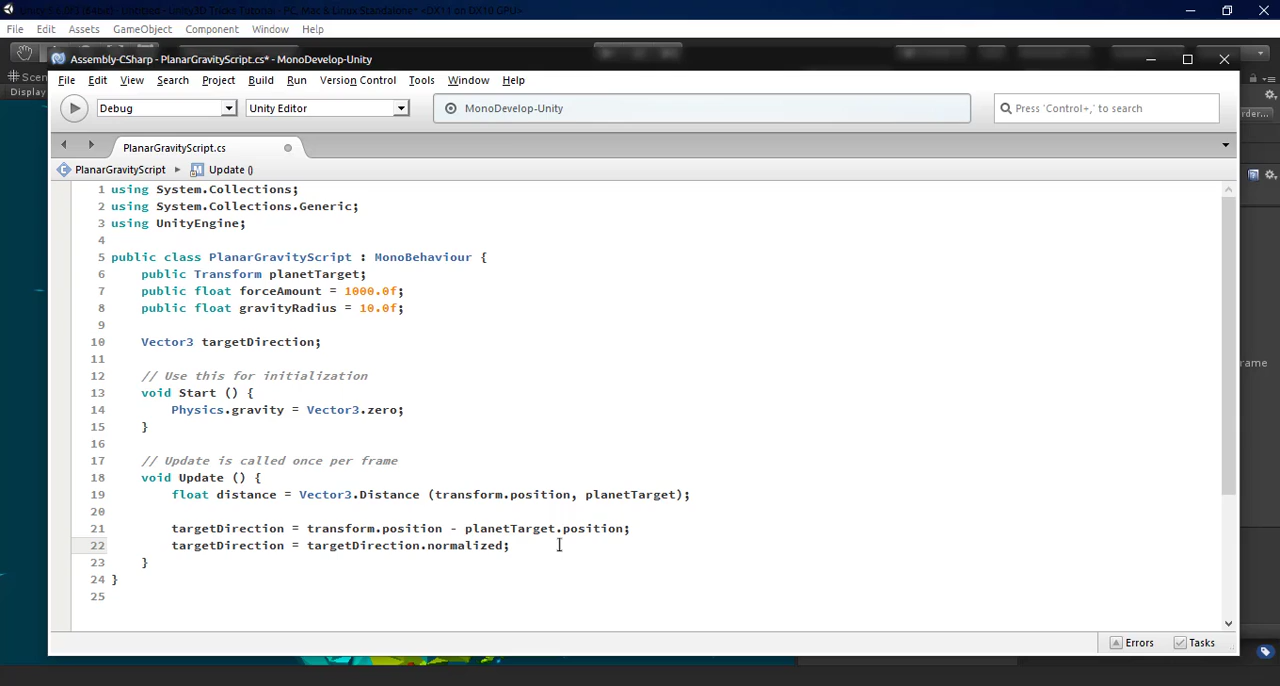 File Edit Assets GameObject Component Window Help
Scen
Display
Assembly-CSharp - PlanarGravityScript.cs* - MonoDevelop-Unity
File Edit View Search Project Build Run Version Control Tools Window Help
Debug Unity Editor MonoDevelop-Unity Press 'Control+,' to search
PlanarGravityScript.cs
PlanarGravityScript Update ()
1 using System.Collections;
2 using System.Collections.Generic;
3 using UnityEngine;
4
5 public class PlanarGravityScript : MonoBehaviour {
6 public Transform planetTarget;
7 public float forceAmount = 1000.0f;
8 public float gravityRadius = 10.0f;
9
10 Vector3 targetDirection;
11
12 // Use this for initialization
13 void Start () {
14 Physics.gravity = Vector3.zero;
15 }
16
17 // Update is called once per frame
18 void Update () {
19 float distance = Vector3.Distance (transform.position, planetTarget);
20
21 targetDirection = transform.position - planetTarget.position;
22 targetDirection = targetDirection.normalized;
23 }
24 }
25
Errors Tasks
order...
rame